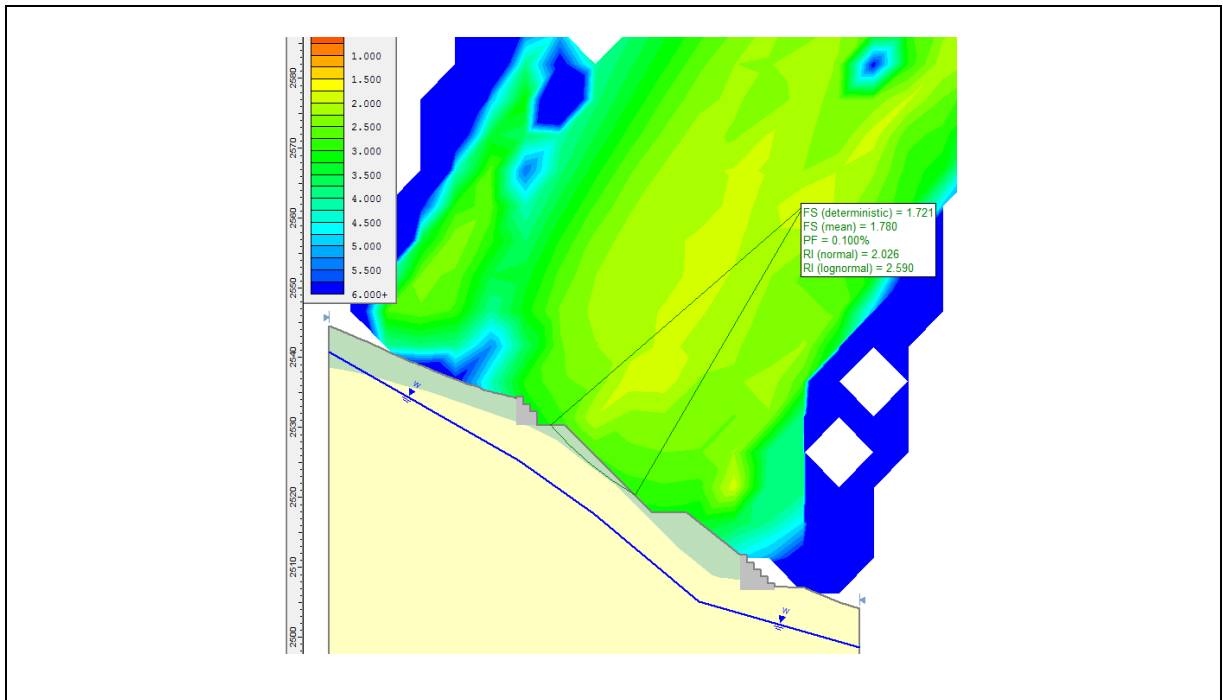 1.000
1.500
2.000
2.500
3.000
3.500
4.000
4.500
5.000
5.500
6.000+
2580
2570
2560
2550
2540
2530
2520
2510
2500
FS (deterministic) = 1.721
FS (mean) = 1.780
PF = 0.100%
RI (normal) = 2.026
RI (lognormal) = 2.590
W
W